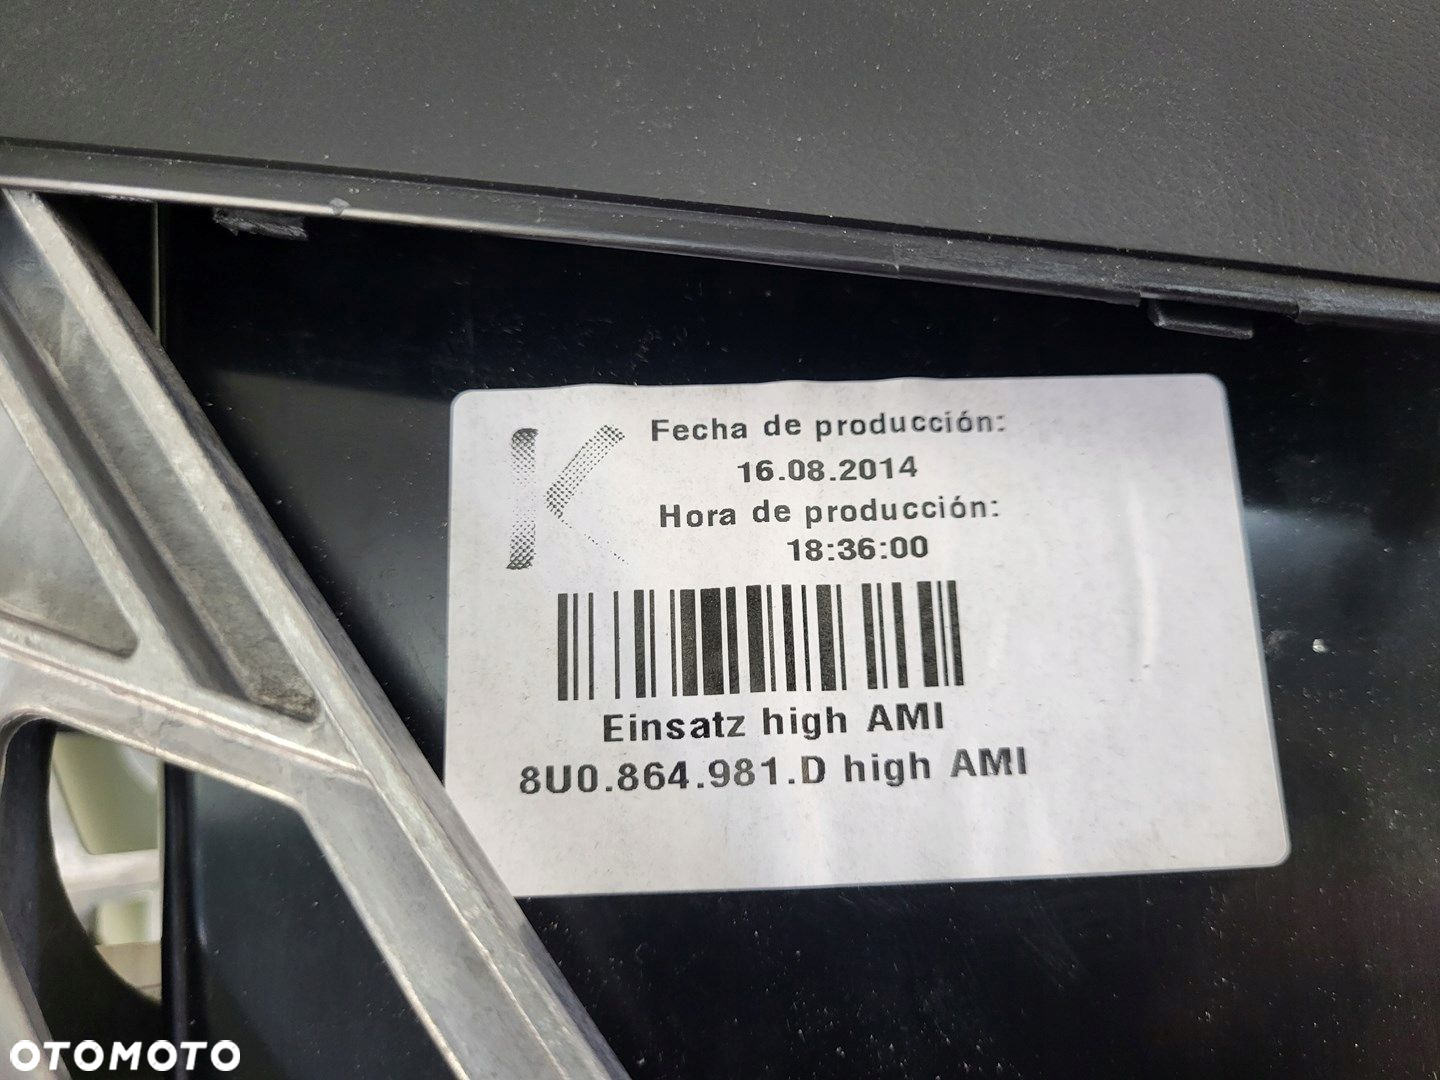 K
Fecha de producción:
16.08.2014
Hora de producción:
18:36:00
Einsatz high AMI
8U0.864.981.D high AMI
OTOMOTO